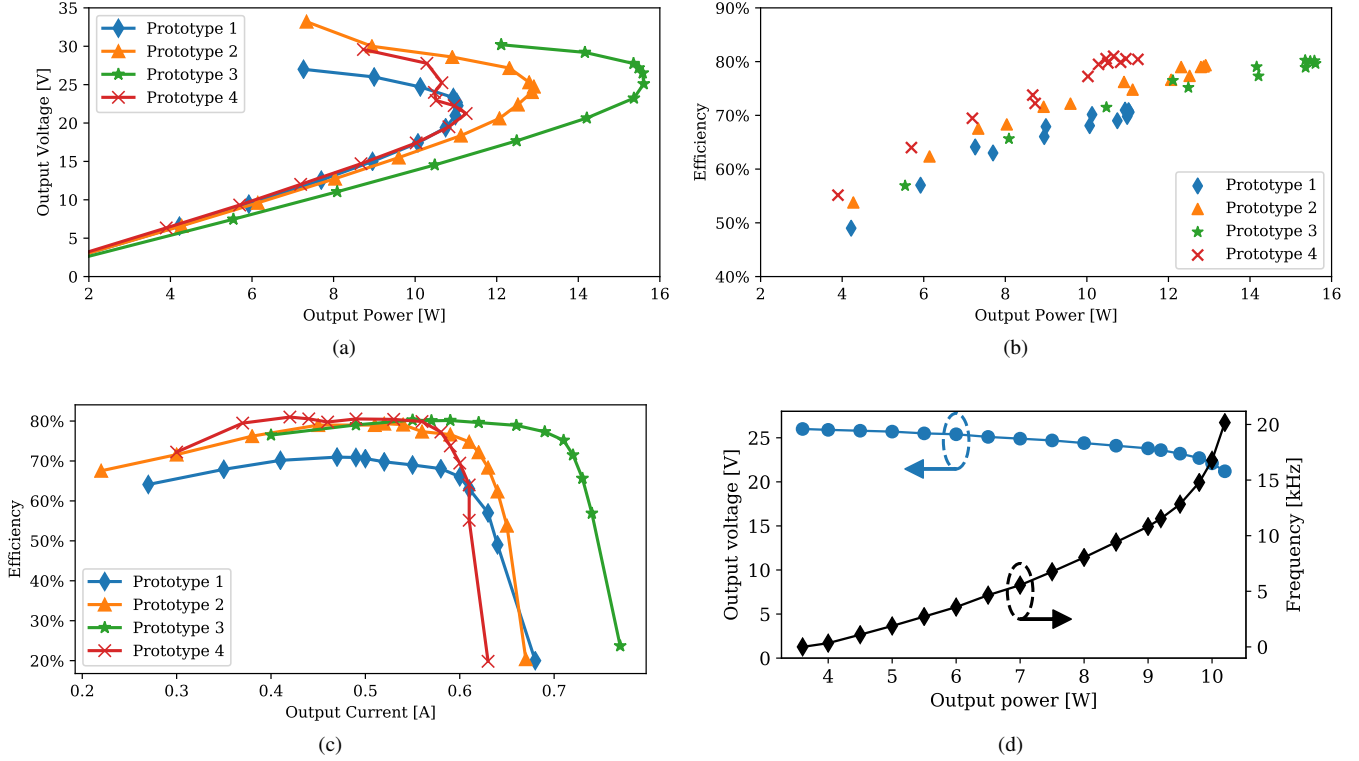 35
30
25
20
15
10
5
0
Output Voltage [V]
Prototype 1
Prototype 2
Prototype 3
Prototype 4
2 4 6 8 10 12 14 16
Output Power [W]
(a)
90%
80%
70%
60%
50%
40%
Efficiency
Prototype 1
Prototype 2
Prototype 3
Prototype 4
2 4 6 8 10 12 14 16
Output Power [W]
(b)
80%
70%
60%
50%
40%
30%
20%
Efficiency
Prototype 1
Prototype 2
Prototype 3
Prototype 4
0.2 0.3 0.4 0.5 0.6 0.7
Output Current [A]
(c)
25
20
15
10
5
0
Output voltage [V]
20
15
10
5
0
Frequency [kHz]
4 5 6 7 8 9 10
Output power [W]
(d)